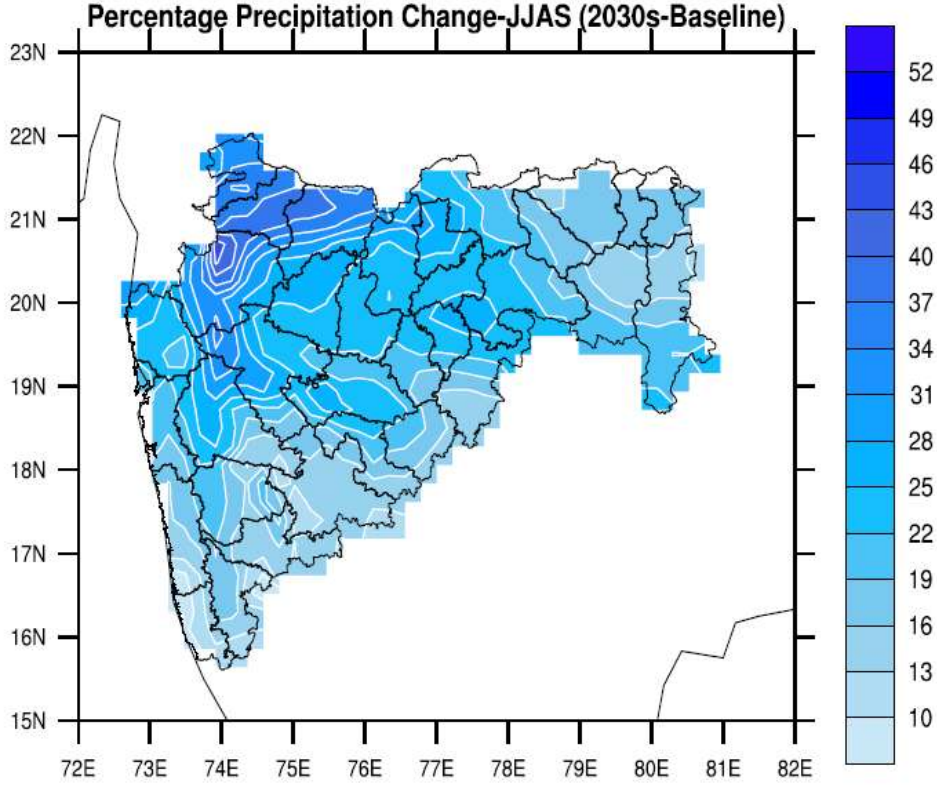 Percentage Precipitation Change-JJAS (2030s-Baseline)
23N
22N
21N
20N
19N
18N
17N
16N
15N
72E 73E 74E 75E 76E 77E 78E 79E 80E 81E 82E
52
49
46
43
40
37
34
31
28
25
22
19
16
13
10